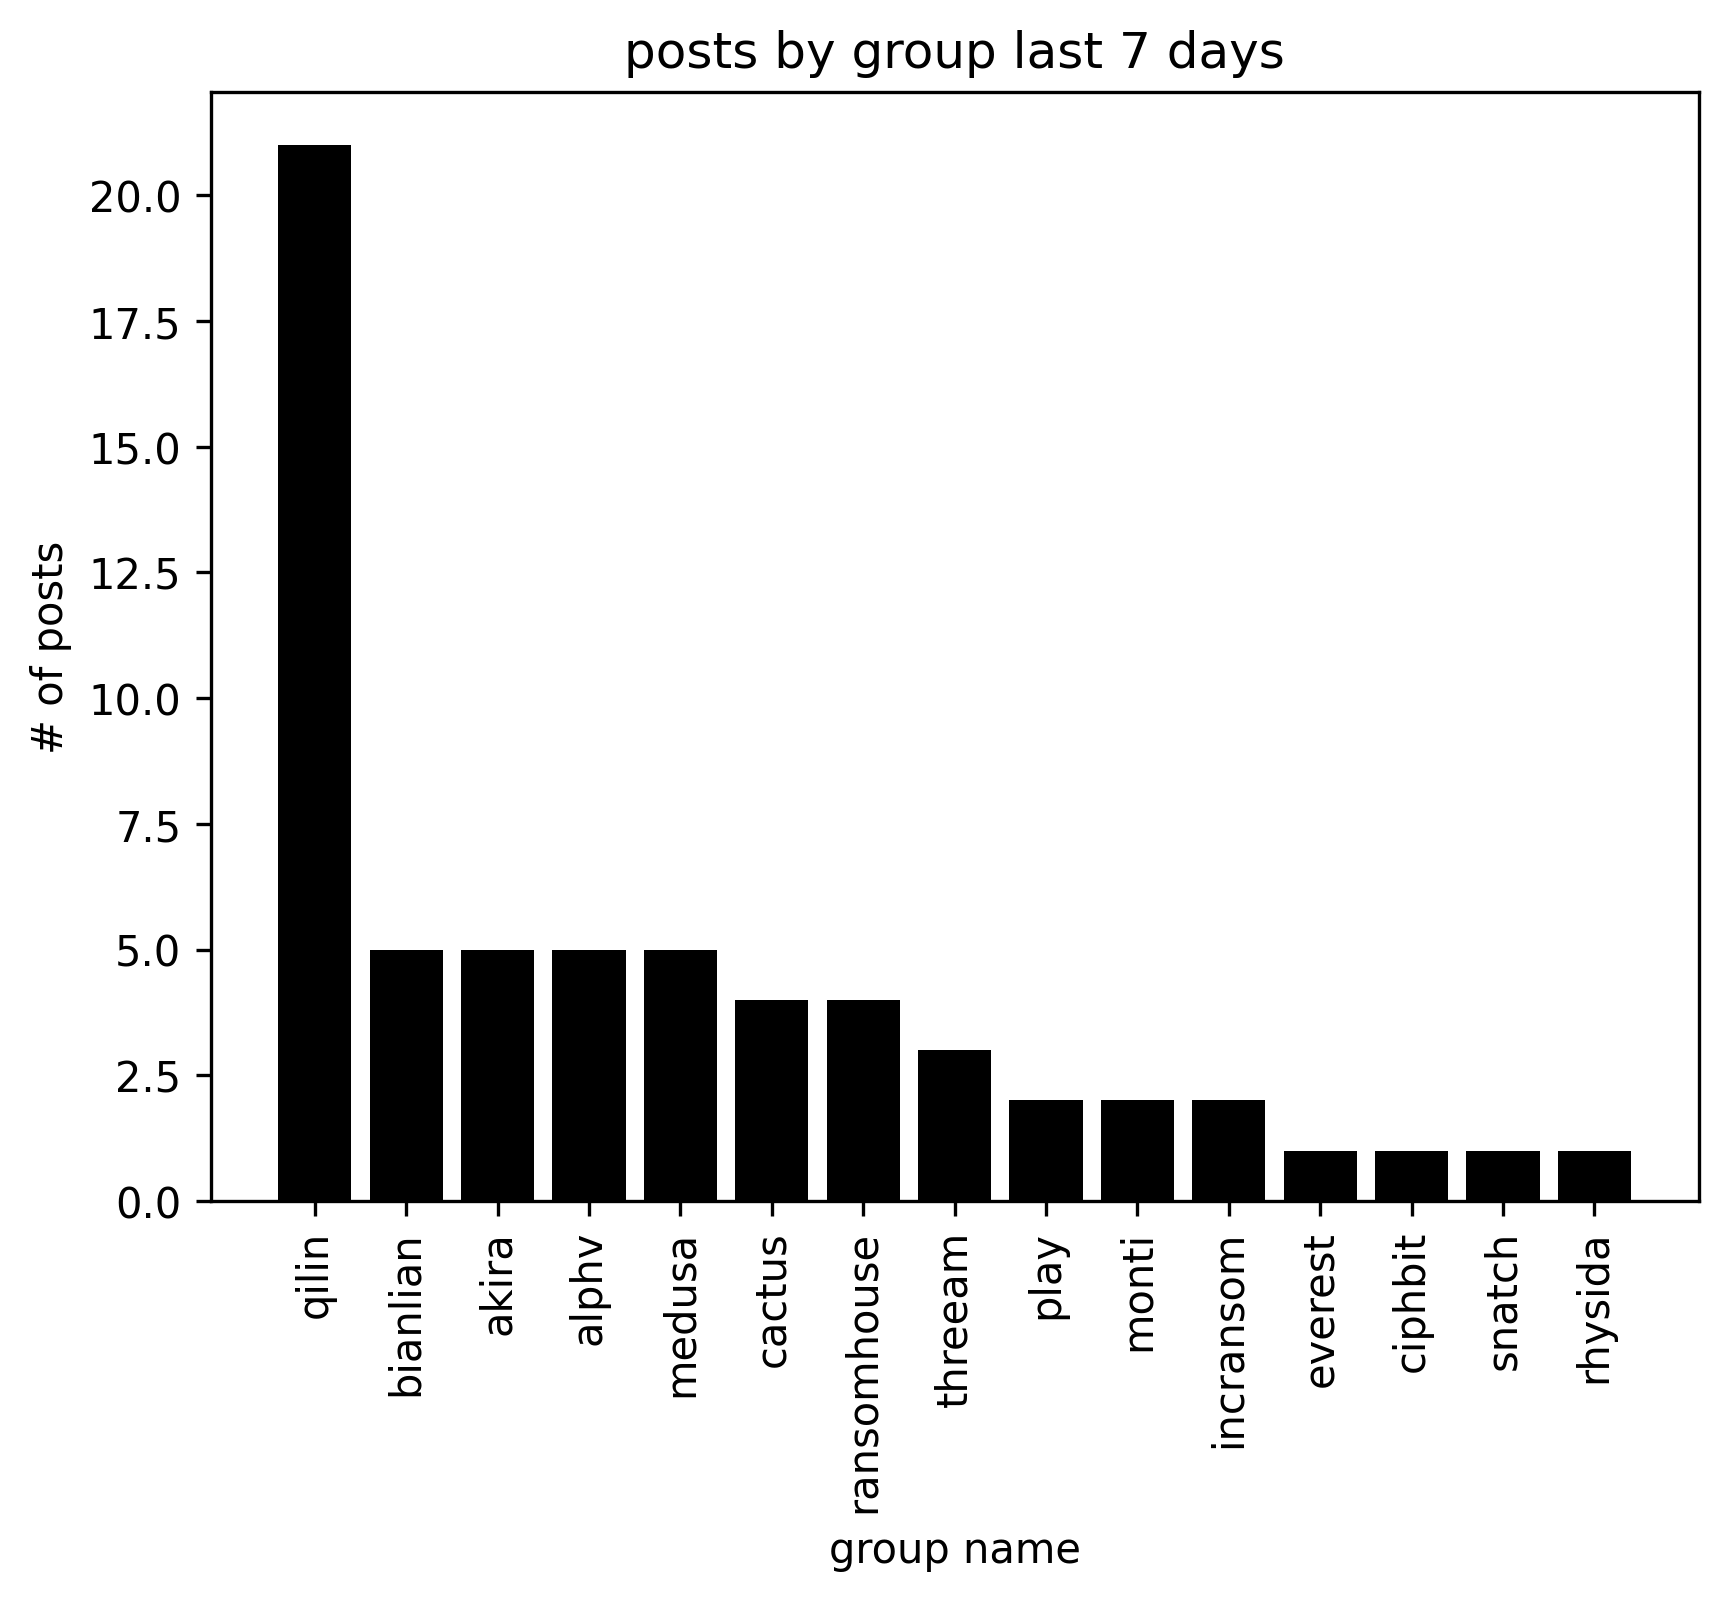 posts by group last 7 days
# of posts
20.0
17.5
15.0
12.5
10.0
7.5
5.0
2.5
0.0
qilin
bianlian
akira
alphv
medusa
cactus
ransomhouse
threeam
play
monti
incransom
everest
ciphbit
snatch
rhysida
group name